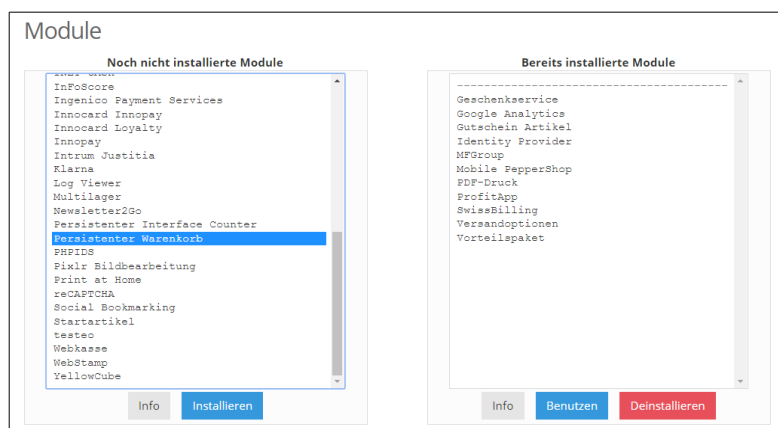 Module
Noch nicht installierte Module
InFoScore
Ingenico Payment Services
Innocard Innopay
Innocard Loyalty
Innopay
Intrum Justitia
Klarna
Log Viewer
Multilager
Newsletter2Go
Persistenter Interface Counter
Persistenter Warenkorb
PHPIDS
Pixlr Bildbearbeitung
Print at Home
reCAPTCHA
Social Bookmarking
Startartikel
testeo
Webkasse
WebStamp
YellowCube
Info
Installieren
Bereits installierte Module
----------------------------------------
Geschenkservice
Google Analytics
Gutschein Artikel
Identity Provider
MFGroup
Mobile PepperShop
PDF-Druck
ProfitApp
SwissBilling
Versandoptionen
Vorteilspaket
Info
Benutzen
Deinstallieren